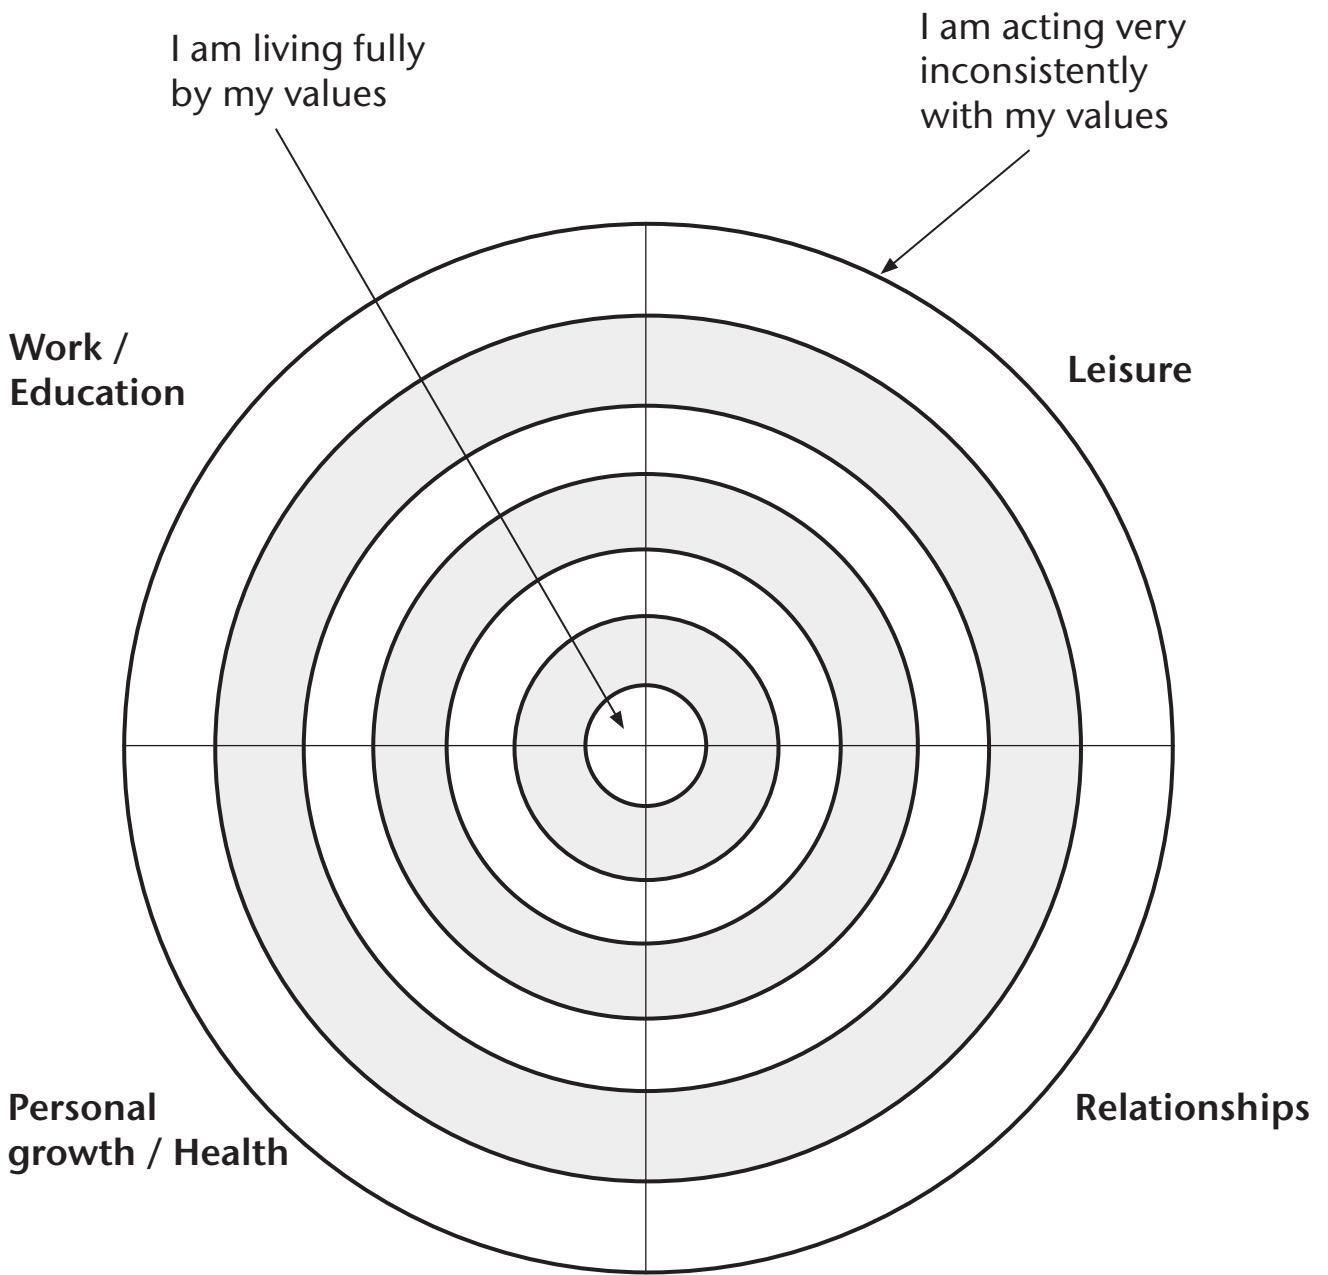 I am living fully
by my values
I am acting very
inconsistently
with my values
Work /
Education
Leisure
Personal
growth / Health
Relationships